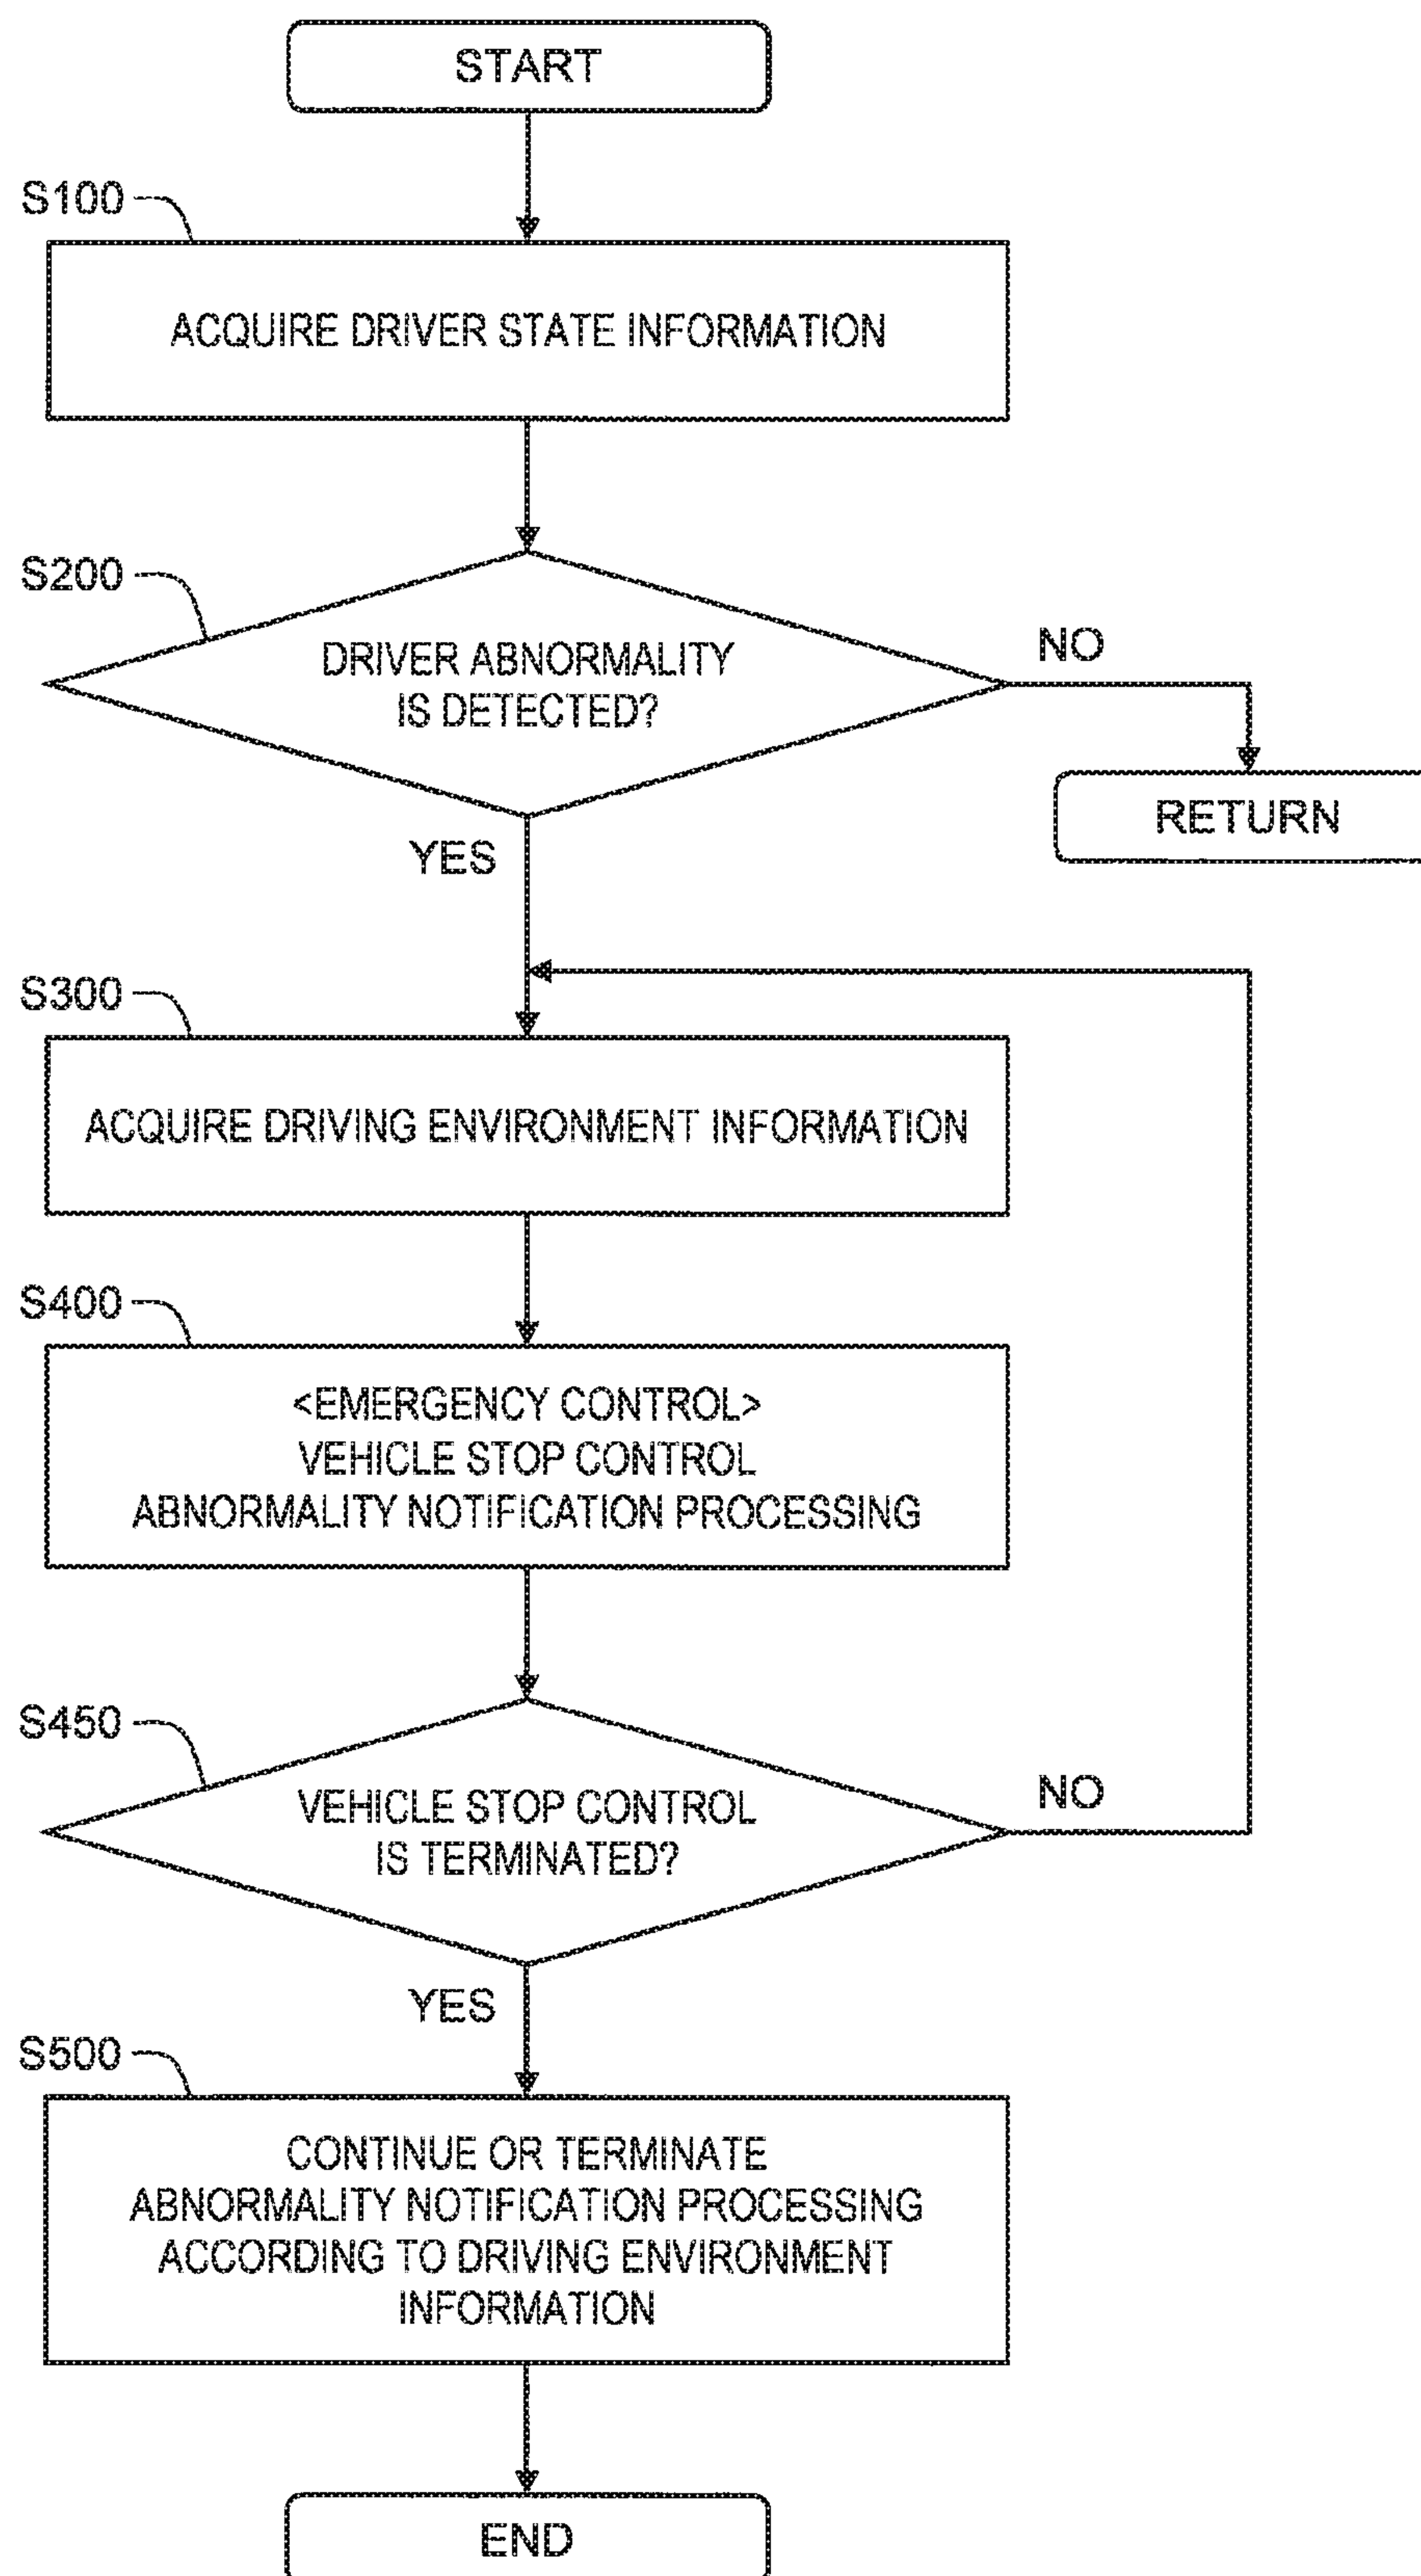 START
S100
ACQUIRE DRIVER STATE INFORMATION
S200
DRIVER ABNORMALITY
IS DETECTED?
NO
RETURN
YES
S300
ACQUIRE DRIVING ENVIRONMENT INFORMATION
S400
<EMERGENCY CONTROL>
VEHICLE STOP CONTROL
ABNORMALITY NOTIFICATION PROCESSING
S450
VEHICLE STOP CONTROL
IS TERMINATED?
NO
YES
S500
CONTINUE OR TERMINATE
ABNORMALITY NOTIFICATION PROCESSING
ACCORDING TO DRIVING ENVIRONMENT
INFORMATION
END